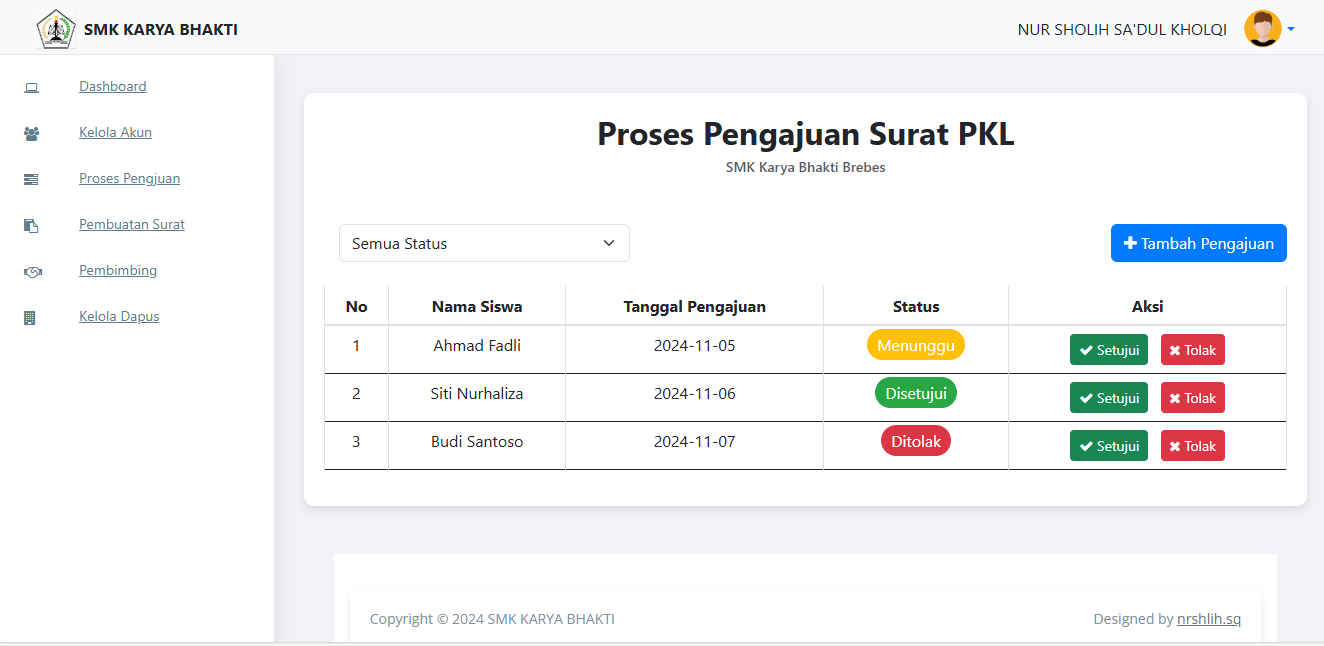 SMK KARYA BHAKTI
NUR SHOLIH SA'DUL KHOLQI
Dashboard
Kelola Akun
Proses Pengjuan
Pembuatan Surat
Pembimbing
Kelola Dapus
Proses Pengajuan Surat PKL
SMK Karya Bhakti Brebes
Semua Status
Tambah Pengajuan
No Nama Siswa Tanggal Pengajuan Status Aksi
1 Ahmad Fadli 2024-11-05 Menunggu Setujui Tolak
2 Siti Nurhaliza 2024-11-06 Disetujui Setujui Tolak
3 Budi Santoso 2024-11-07 Ditolak Setujui Tolak
Copyright © 2024 SMK KARYA BHAKTI
Designed by nrshlih.sq